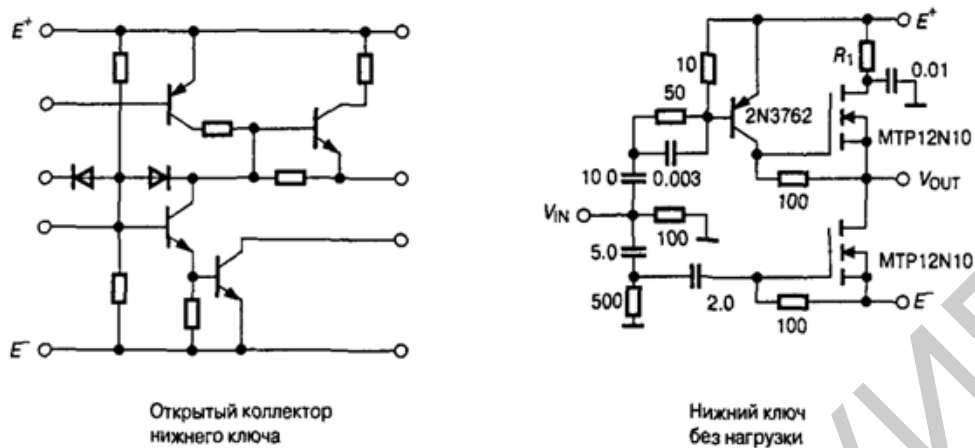 E⁺
E⁻
Открытый коллектор
нижнего ключа
E⁺
R₁
0.01
10
50
2N3762
MTP12N10
10 0
0.003
100
V_OUT
V_IN
100
5.0
MTP12N10
500
2.0
100
E⁻
Нижний ключ
без нагрузки